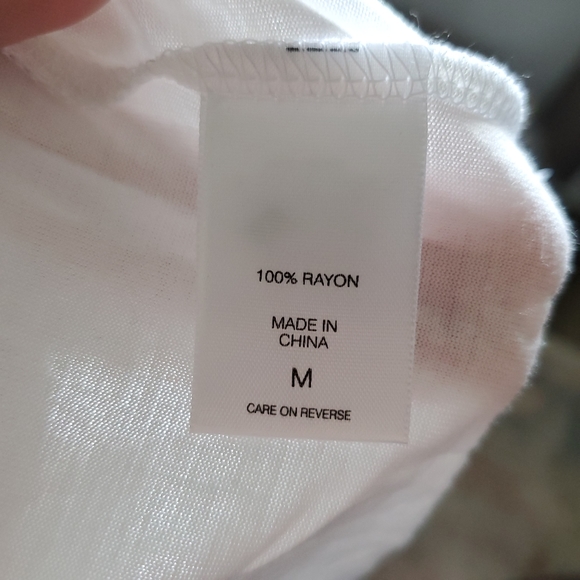 100% RAYON
MADE IN
CHINA
M
CARE ON REVERSE